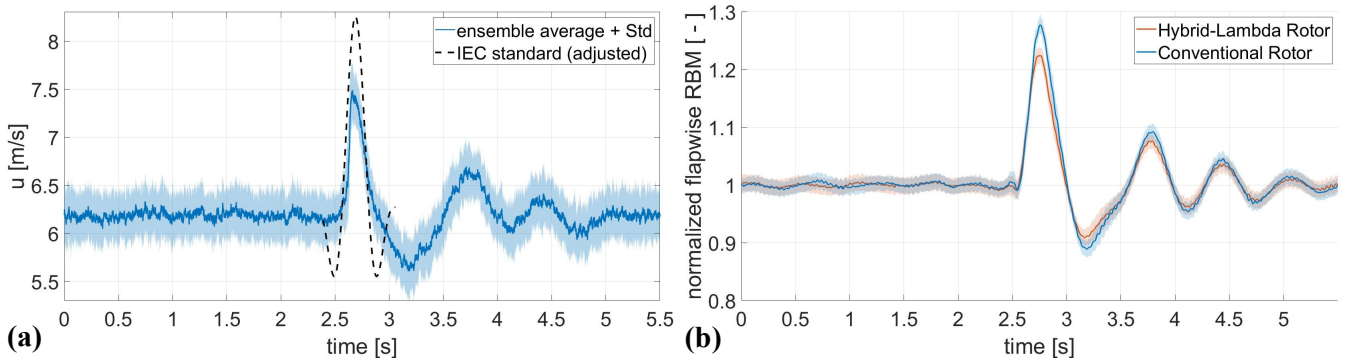 8
7.5
7
6.5
6
5.5
u [m/s]
ensemble average + Std
IEC standard (adjusted)
0 0.5 1 1.5 2 2.5 3 3.5 4 4.5 5 5.5
time [s]
(a)
1.3
1.2
1.1
1
0.9
0.8
normalized flapwise RBM [ - ]
Hybrid-Lambda Rotor
Conventional Rotor
0 0.5 1 1.5 2 2.5 3 3.5 4 4.5 5
time [s]
(b)